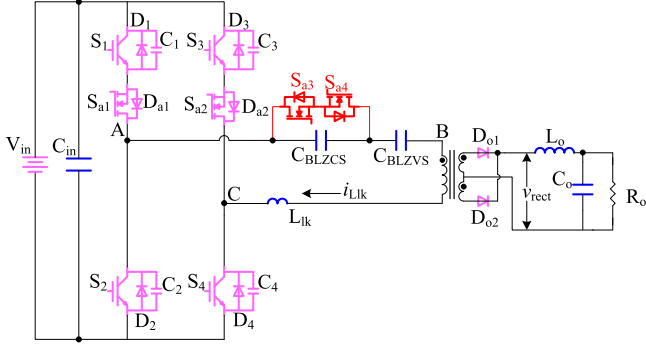 D1 D3
S1 C1 S3 C3
Sa3 Sa4
Sa1 Da1 Sa2 Da2
A B Do1 Lo
Vin Cin CBLZCS CBLZVS
C iLlk vrect Co Ro
Llk Do2
S2 C2 S4 C4
D2 D4